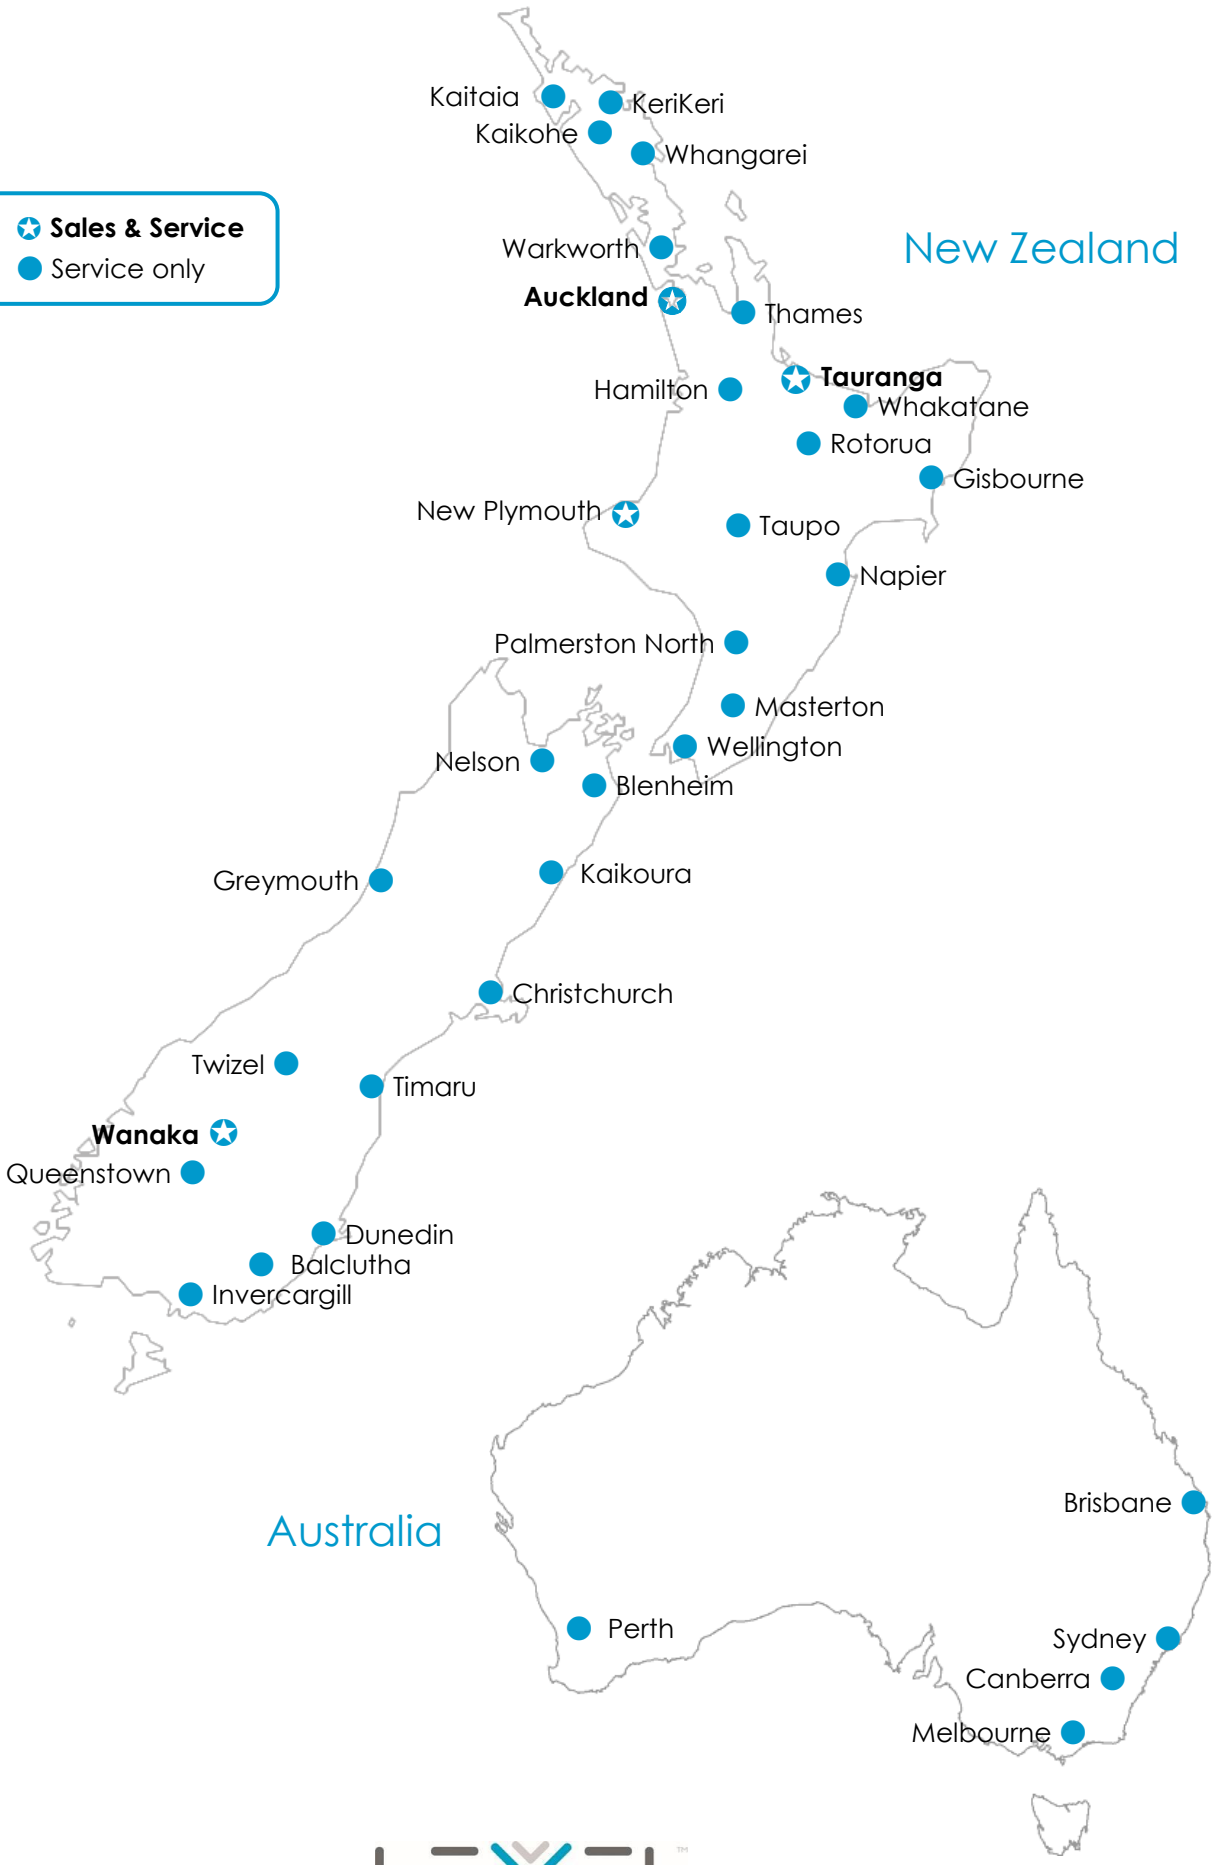 Kaitaia
KeriKeri
Kaikohe
Whangarei
Sales & Service
Service only
Warkworth
New Zealand
Auckland
Thames
Tauranga
Hamilton
Whakatane
Rotorua
Gisbourne
New Plymouth
Taupo
Napier
Palmerston North
Masterton
Wellington
Nelson
Blenheim
Greymouth
Kaikoura
Christchurch
Twizel
Timaru
Wanaka
Queenstown
Dunedin
Balclutha
Invercargill
Brisbane
Australia
Perth
Sydney
Canberra
Melbourne
TM